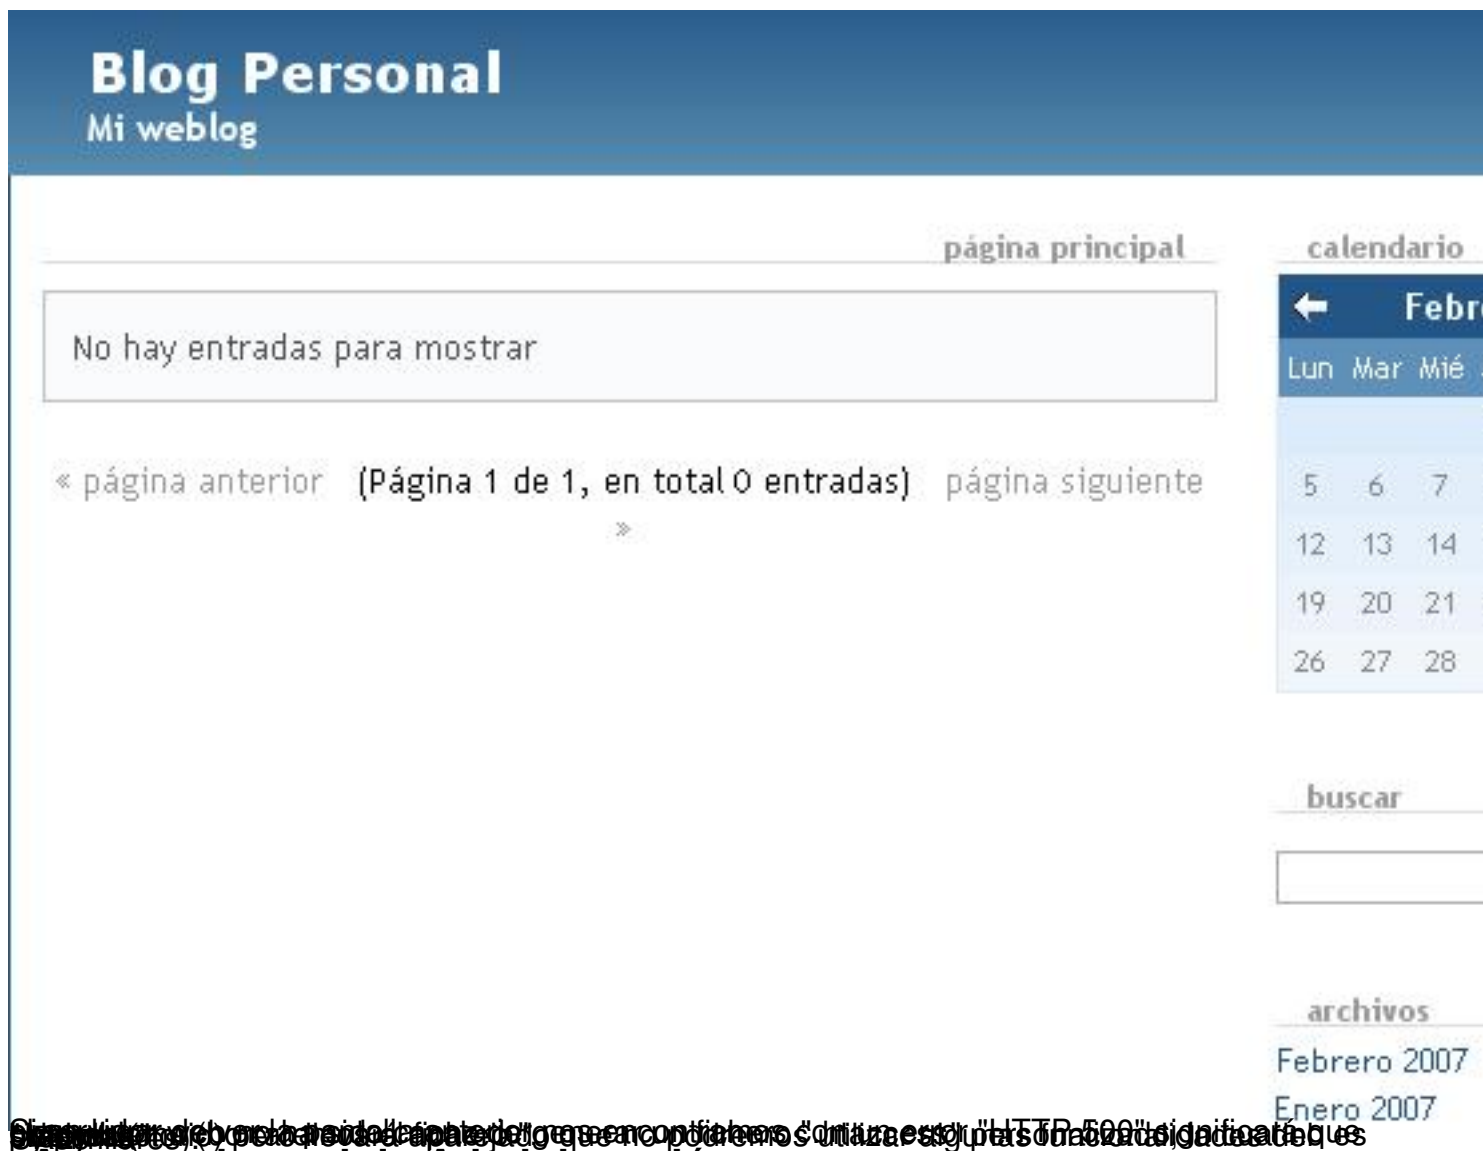 Blog Personal
Mi weblog
página principal
No hay entradas para mostrar
« página anterior (Página 1 de 1, en total 0 entradas) página siguiente
»
calendario
Febr
Lun Mar Mié
5 6 7
12 13 14
19 20 21
26 27 28
buscar
archivos
Febrero 2007
Enero 2007